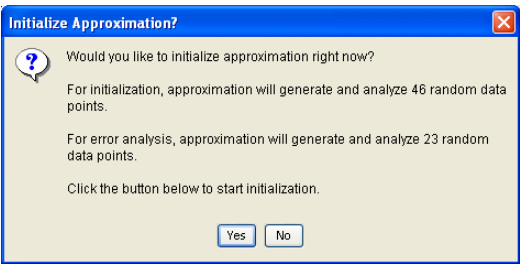 Initialize Approximation?
Would you like to initialize approximation right now?
For initialization, approximation will generate and analyze 46 random data
points.
For error analysis, approximation will generate and analyze 23 random
data points.
Click the button below to start initialization.
Yes No